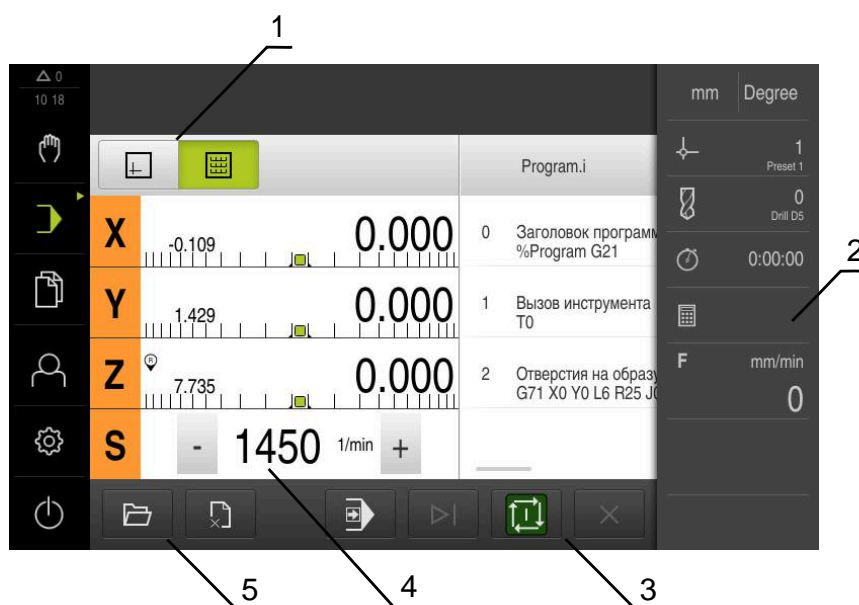 1
0
10 18
mm
Degree
1
Preset 1
Program.i
0
Drill D5
X
-0.109
0.000
0
Заголовок программ
%Program G21
0:00:00
2
Y
1.429
0.000
1
Вызов инструмента
T0
Z
R
7.735
0.000
2
Отверстия на образу
G71 X0 Y0 L6 R25 J0
F
mm/min
0
S
-
1450
1/min
+
5
4
3